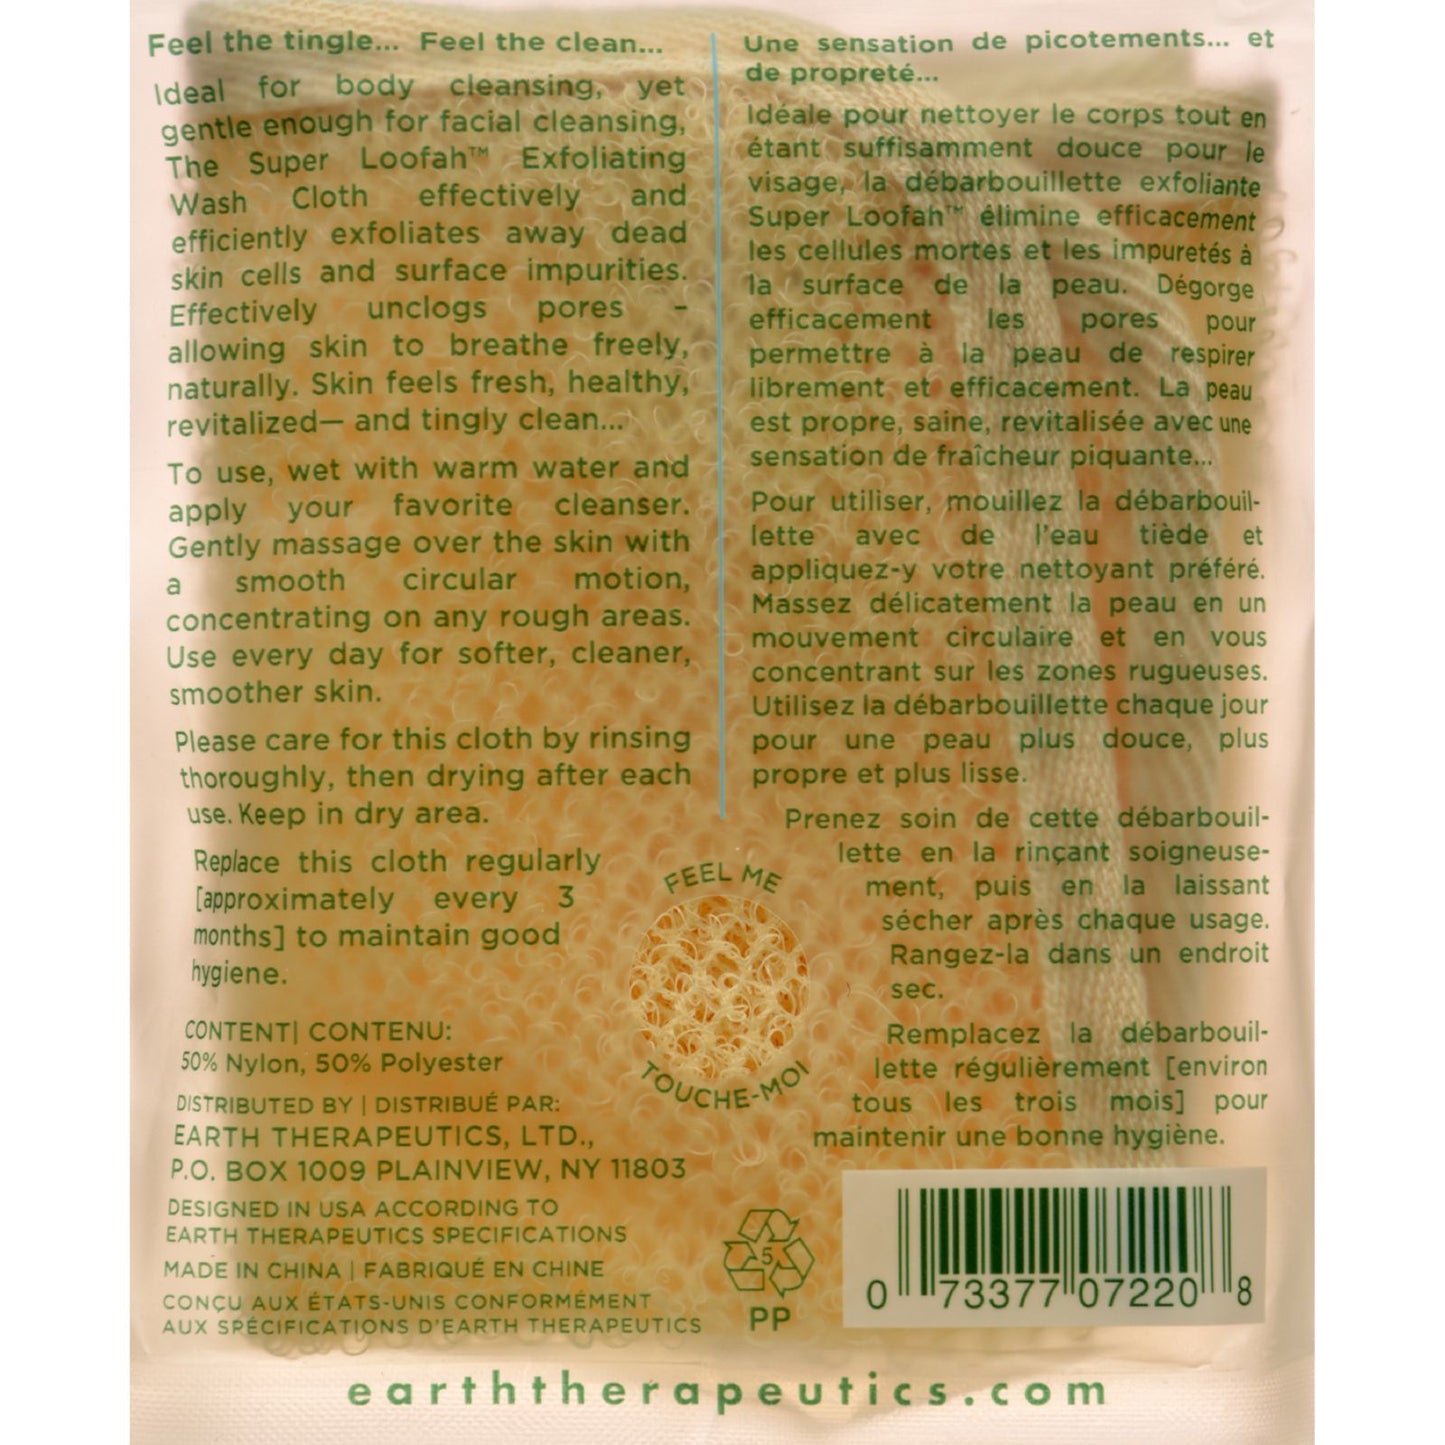 Feel the tingle... Feel the clean...
Ideal for body cleansing, yet
gentle enough for facial cleansing,
The Super Loofah™ Exfoliating
Wash Cloth effectively and
efficiently exfoliates away dead
skin cells and surface impurities.
Effectively unclogs pores –
allowing skin to breathe freely,
naturally. Skin feels fresh, healthy,
revitalized— and tingly clean...
To use, wet with warm water and
apply your favorite cleanser.
Gently massage over the skin with
a smooth circular motion,
concentrating on any rough areas.
Use every day for softer, cleaner,
smoother skin.
Please care for this cloth by rinsing
thoroughly, then drying after each
use. Keep in dry area.
Replace this cloth regularly
[approximately every 3
months] to maintain good
hygiene.
CONTENT| CONTENU:
50% Nylon, 50% Polyester
DISTRIBUTED BY | DISTRIBUÉ PAR:
EARTH THERAPEUTICS, LTD.,
P.O. BOX 1009 PLAINVIEW, NY 11803
DESIGNED IN USA ACCORDING TO
EARTH THERAPEUTICS SPECIFICATIONS
MADE IN CHINA | FABRIQUÉ EN CHINE
CONÇU AUX ÉTATS-UNIS CONFORMÉMENT
AUX SPÉCIFICATIONS D'EARTH THERAPEUTICS
Une sensation de picotements... et
de propreté...
Idéale pour nettoyer le corps tout en
étant suffisamment douce pour le
visage, la débarbouillette exfoliante
Super Loofah™ élimine efficacement
les cellules mortes et les impuretés à
la surface de la peau. Dégorge
efficacement les pores pour
permettre à la peau de respirer
librement et efficacement. La peau
est propre, saine, revitalisée avec une
sensation de fraîcheur piquante...
Pour utiliser, mouillez la débarbouil-
lette avec de l'eau tiède et
appliquez-y votre nettoyant préféré.
Massez délicatement la peau en un
mouvement circulaire et en vous
concentrant sur les zones rugueuses.
Utilisez la débarbouillette chaque jour
pour une peau plus douce, plus
propre et plus lisse.
Prenez soin de cette débarbouil-
lette en la rinçant soigneuse-
ment, puis en la laissant
sécher après chaque usage.
Rangez-la dans un endroit
sec.
Remplacez la débarbouil-
lette régulièrement [environ
tous les trois mois] pour
maintenir une bonne hygiène.
FEEL ME
TOUCHE-MOI
5
PP
0 73377 07220 8
earththerapeutics.com